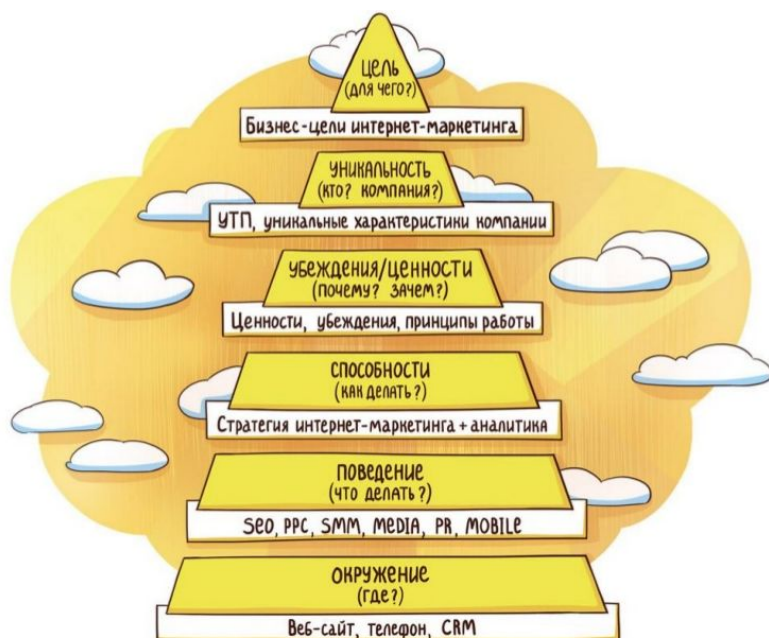 ЦЕЛЬ
(ДЛЯ ЧЕГО?)
Бизнес-цели интернет-маркетинга
УНИКАЛЬНОСТЬ
(КТО? КОМПАНИЯ?)
УТП, уникальные характеристики компании
УБЕЖДЕНИЯ/ЦЕННОСТИ
(ПОЧЕМУ? ЗАЧЕМ?)
Ценности, убеждения, принципы работы
СПОСОБНОСТИ
(КАК ДЕЛАТЬ?)
Стратегия интернет-маркетинга + аналитика
ПОВЕДЕНИЕ
(ЧТО ДЕЛАТЬ?)
SEO, PPC, SMM, MEDIA, PR, MOBILE
ОКРУЖЕНИЕ
(ГДЕ?)
Веб-сайт, телефон, CRM